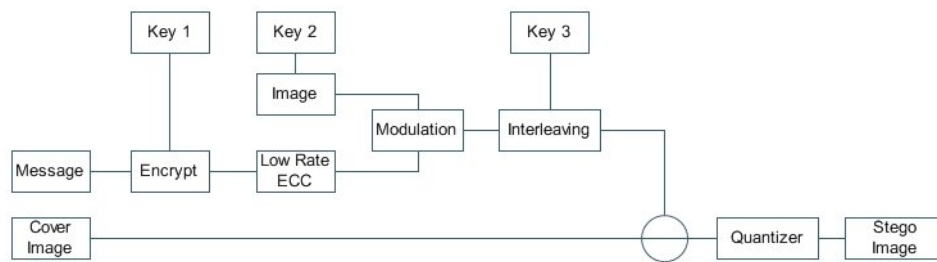 Key 1
Key 2
Key 3
Image
Modulation
Interleaving
Message
Encrypt
Low Rate
ECC
Cover
Image
Quantizer
Stego
Image